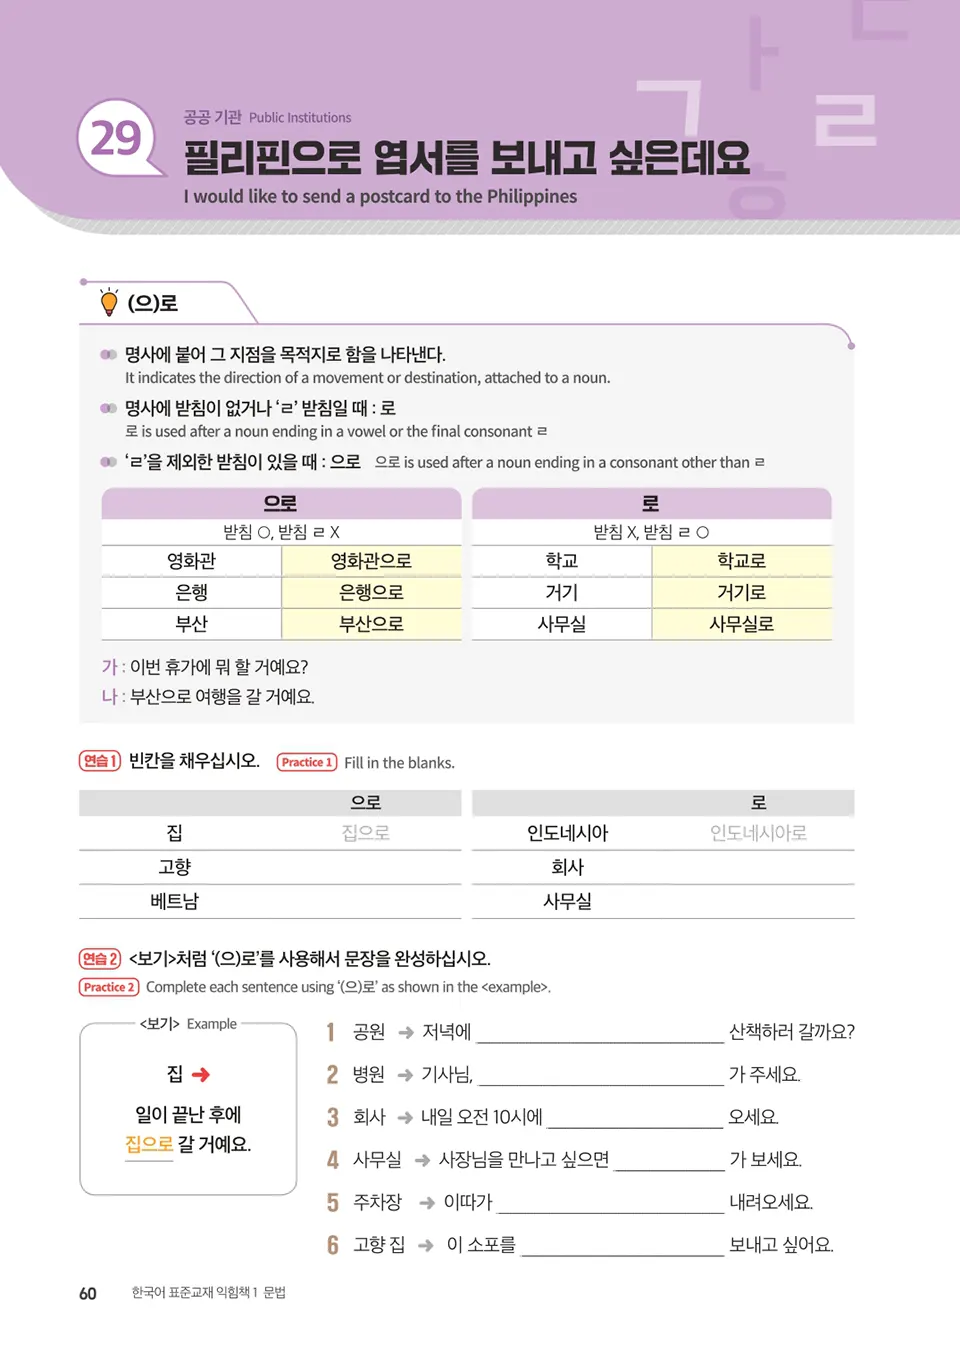 29
공공 기관 Public Institutions
필리핀으로 엽서를 보내고 싶은데요
I would like to send a postcard to the Philippines
ㄱ ㅏ ㄷ ㄹ ㅎ
(으)로
명사에 붙어 그 지점을 목적지로 함을 나타낸다.
It indicates the direction of a movement or destination, attached to a noun.
명사에 받침이 없거나 ‘ㄹ’ 받침일 때 : 로
로 is used after a noun ending in a vowel or the final consonant ㄹ
‘ㄹ’을 제외한 받침이 있을 때 : 으로 으로 is used after a noun ending in a consonant other than ㄹ
으로 로
받침 O, 받침 ㄹ X 받침 X, 받침 ㄹ O
영화관 영화관으로 학교 학교로
은행 은행으로 거기 거기로
부산 부산으로 사무실 사무실로
가 : 이번 휴가에 뭐 할 거예요?
나 : 부산으로 여행을 갈 거예요.
연습 1 빈칸을 채우십시오. Practice 1 Fill in the blanks.
으로 로
집 집으로 인도네시아 인도네시아로
고향 회사
베트남 사무실
연습 2 <보기>처럼 ‘(으)로’를 사용해서 문장을 완성하십시오.
Practice 2 Complete each sentence using ‘(으)로’ as shown in the <example>.
<보기> Example
집 ➜
일이 끝난 후에
집으로 갈 거예요.
1 공원 ➜ 저녁에 ____ 산책하러 갈까요?
2 병원 ➜ 기사님, ____ 가 주세요.
3 회사 ➜ 내일 오전 10시에 ____ 오세요.
4 사무실 ➜ 사장님을 만나고 싶으면 ____ 가 보세요.
5 주차장 ➜ 이따가 ____ 내려오세요.
6 고향 집 ➜ 이 소포를 ____ 보내고 싶어요.
60 한국어 표준교재 익힘책 1 문법